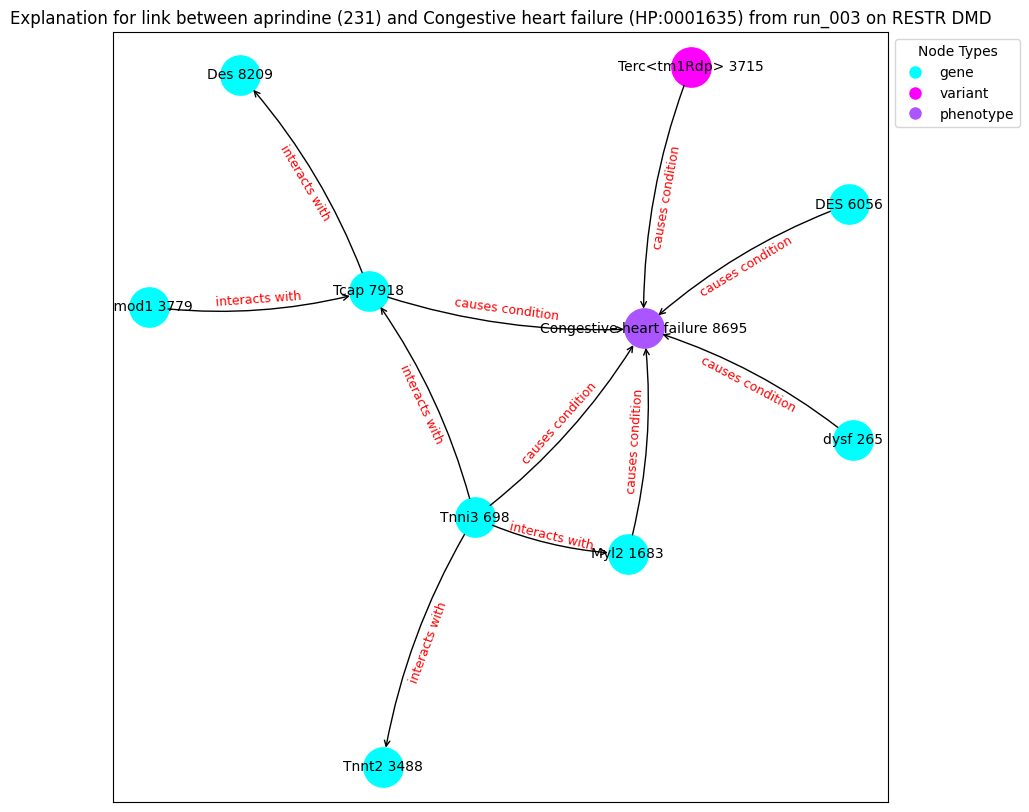 Explanation for link between aprindine (231) and Congestive heart failure (HP:0001635) from run_003 on RESTR DMD
Node Types
gene
variant
phenotype
Terc<tm1Rdp> 3715
Des 8209
interacts with
causes condition
DES 6056
causes condition
Tcap 7918
mod1 3779
interacts with
causes condition
Congestive heart failure 8695
interacts with
causes condition
causes condition
causes condition
dysf 265
Tnni3 698
interacts with
Myl2 1683
interacts with
Tnnt2 3488